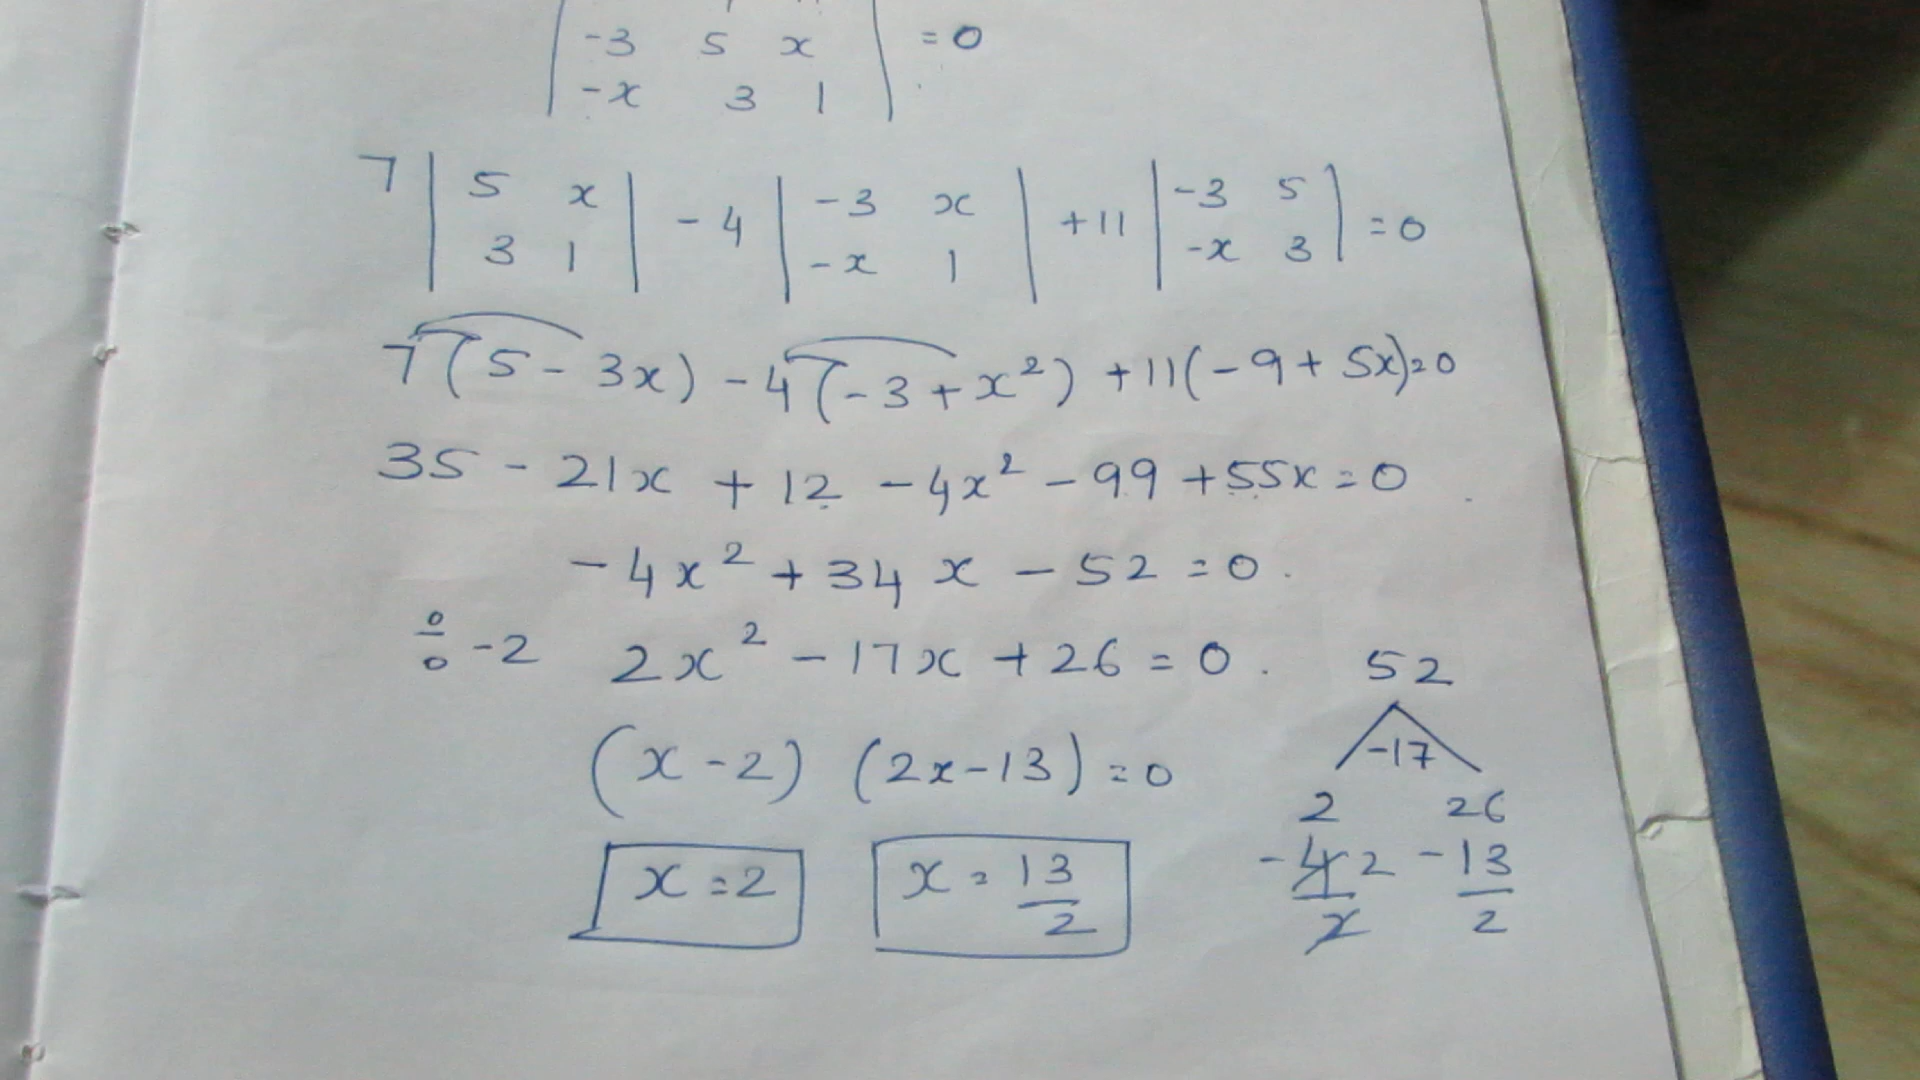 | -3 5 x | = 0
| -x 3 1 |
7 | 5 x | - 4 | -3 x | + 11 | -3 5 | = 0
| 3 1 | | -x 1 | | -x 3 |
7(5 - 3x) - 4(-3 + x²) + 11(-9 + 5x) = 0
35 - 21x + 12 - 4x² - 99 + 55x = 0
-4x² + 34x - 52 = 0.
÷ -2 2x² - 17x + 26 = 0. 52
(x - 2) (2x - 13) = 0 -17
2 26
x = 2 x = 13/2 -4/2 2 -13/2